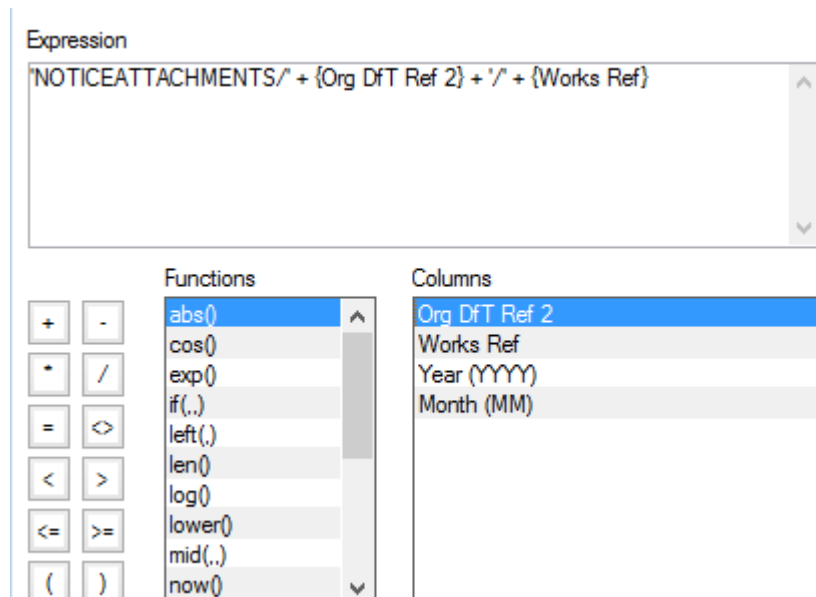 Expression
'NOTICEATTACHMENTS/' + {Org DfT Ref 2} + '/' + {Works Ref}
Functions
Columns
+ -
* /
= <>
< >
<= >=
( )
abs()
cos()
exp()
if(,,)
left(,)
len()
log()
lower()
mid(,,)
now()
Org DfT Ref 2
Works Ref
Year (YYYY)
Month (MM)